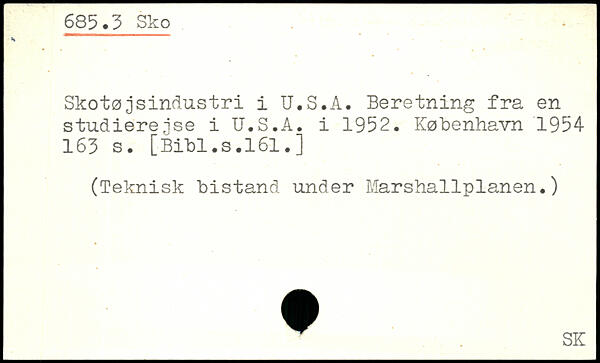 685.3 Sko
Skotøjsindustri i U.S.A. Beretning fra en
studierejse i U.S.A. i 1952. København 1954
163 s. [Bibl.s.161.]
(Teknisk bistand under Marshallplanen.)
SK